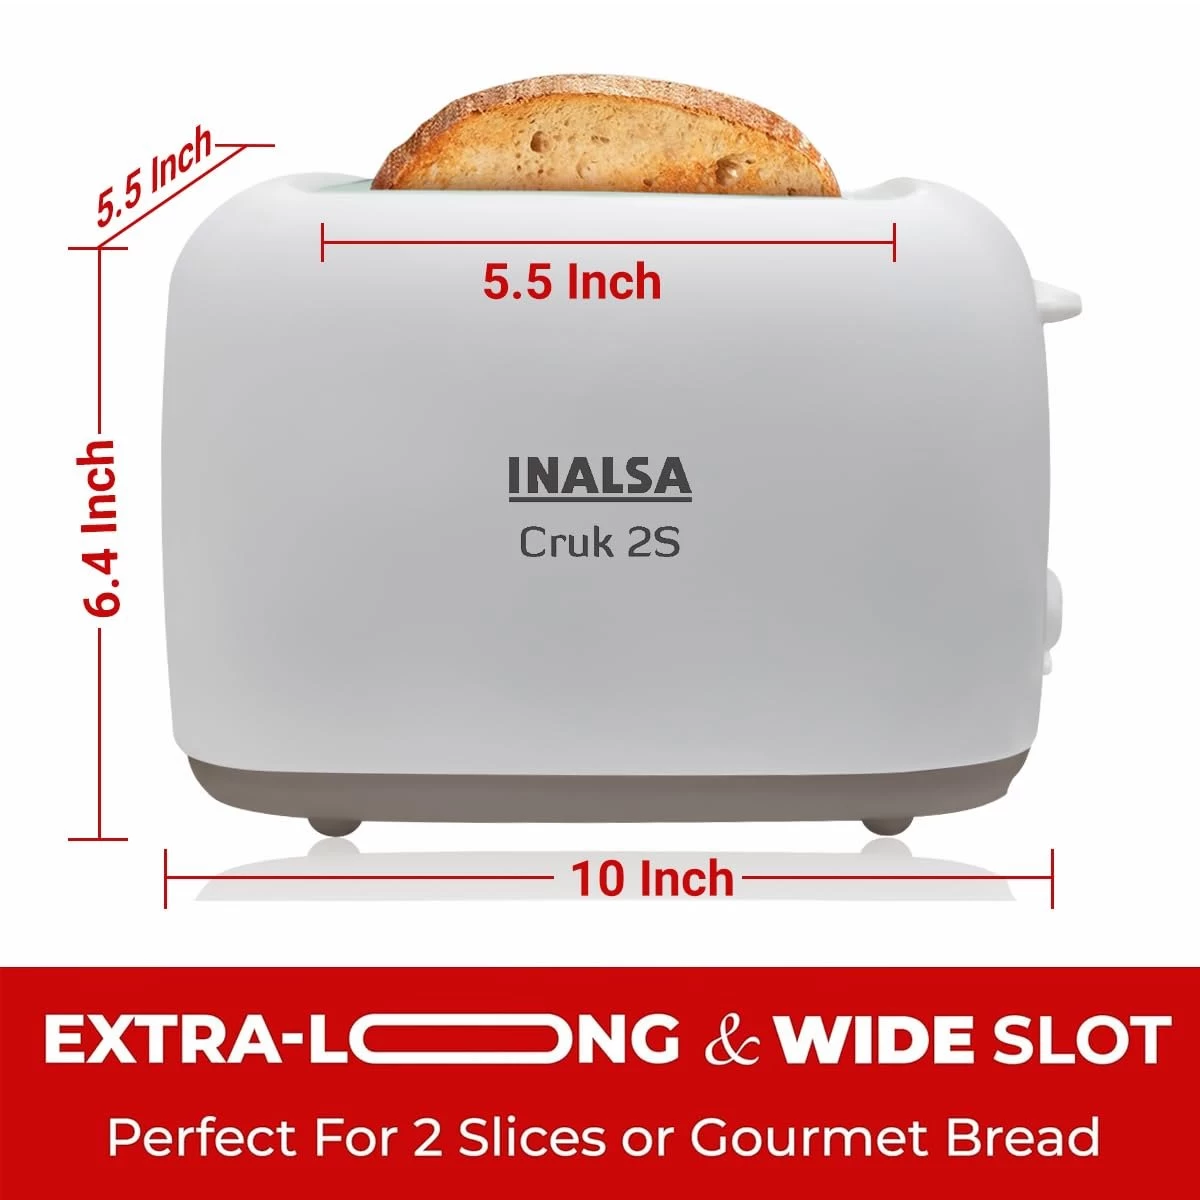 5.5 Inch
5.5 Inch
6.4 Inch
INALSA
Cruk 2S
10 Inch
EXTRA-LONG & WIDE SLOT
Perfect For 2 Slices or Gourmet Bread